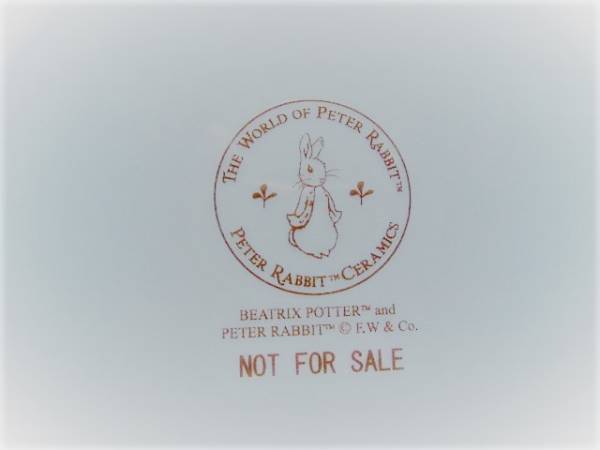 THE WORLD OF PETER RABBIT™
PETER RABBIT™ CERAMICS
BEATRIX POTTER™ and
PETER RABBIT™ © F.W & Co.
NOT FOR SALE